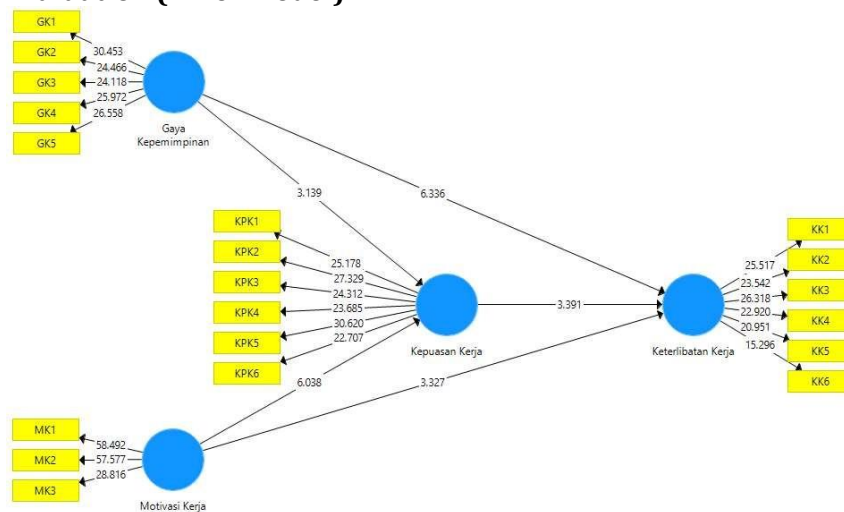 GK1
GK2
GK3
GK4
GK5
30.453
24.466
24.118
25.972
26.558
Gaya
Kepemimpinan
3.139
6.336
KPK1
KPK2
KPK3
KPK4
KPK5
KPK6
25.178
27.329
24.312
23.685
30.620
22.707
Kepuasan Kerja
3.391
KK1
KK2
KK3
KK4
KK5
KK6
25.517
23.542
26.318
22.920
20.951
15.296
Keterlibatan Kerja
6.038
3.327
MK1
MK2
MK3
58.492
57.577
28.816
Motivasi Kerja